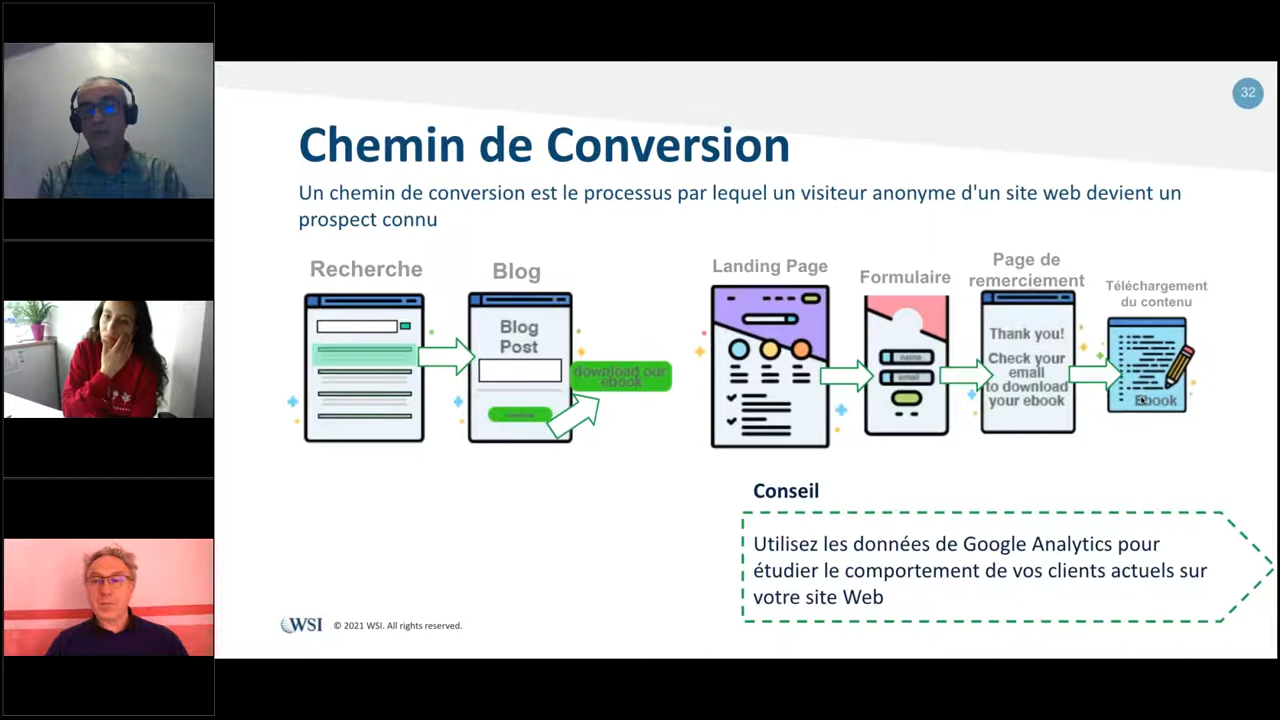 32
Chemin de Conversion
Un chemin de conversion est le processus par lequel un visiteur anonyme d'un site web devient un
prospect connu
Recherche
Blog
Blog
Post
download our
ebook
Landing Page
Formulaire
name
email
Page de
remerciement
Thank you!
Check your
email
to download
your ebook
Téléchargement
du contenu
Ebook
Conseil
Utilisez les données de Google Analytics pour
étudier le comportement de vos clients actuels sur
votre site Web
WSI
© 2021 WSI. All rights reserved.